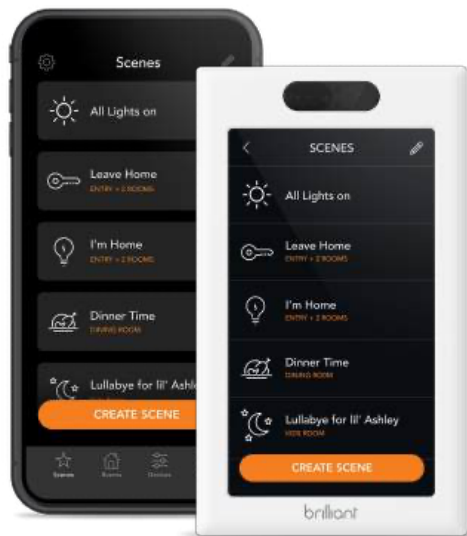 Scenes
All Lights on
Leave Home
ENTRY + 2 ROOMS
I'm Home
ENTRY + 2 ROOMS
Dinner Time
DINING ROOM
Lullabye for lil' Ashl
CREATE SCENE
Scenes
Rooms
Devices
SCENES
All Lights on
Leave Home
ENTRY + 2 ROOMS
I'm Home
ENTRY + 2 ROOMS
Dinner Time
DINING ROOM
Lullabye for lil' Ashley
KIDS ROOM
CREATE SCENE
brilliant